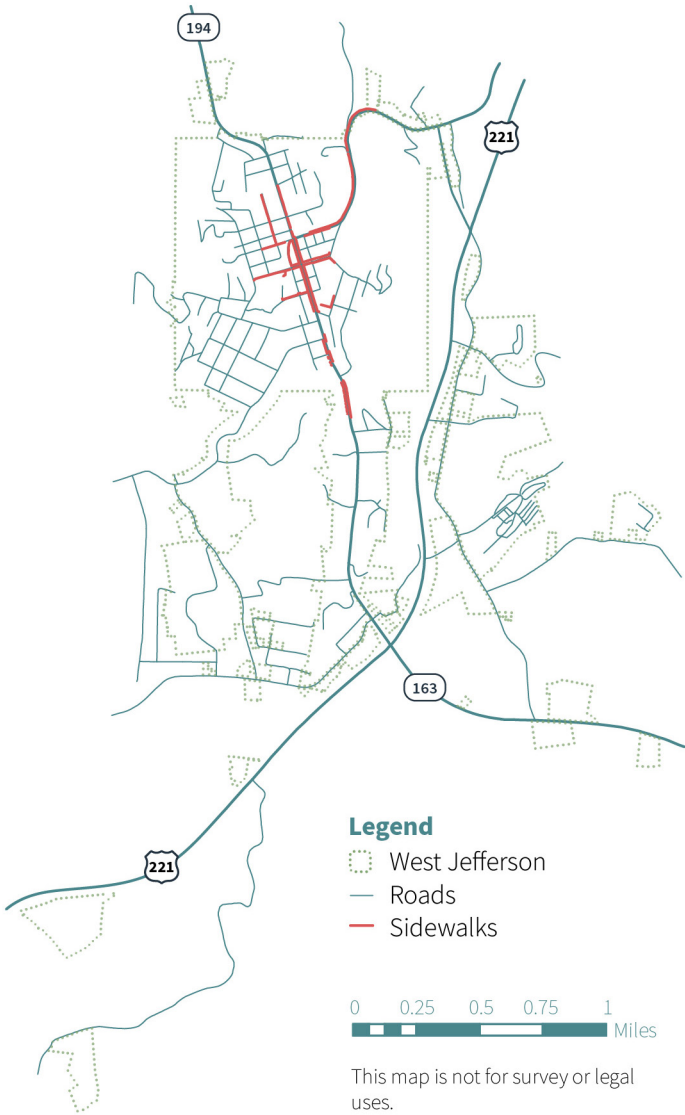 194
221
163
221
Legend
West Jefferson
Roads
Sidewalks
0 0.25 0.5 0.75 1
Miles
This map is not for survey or legal
uses.